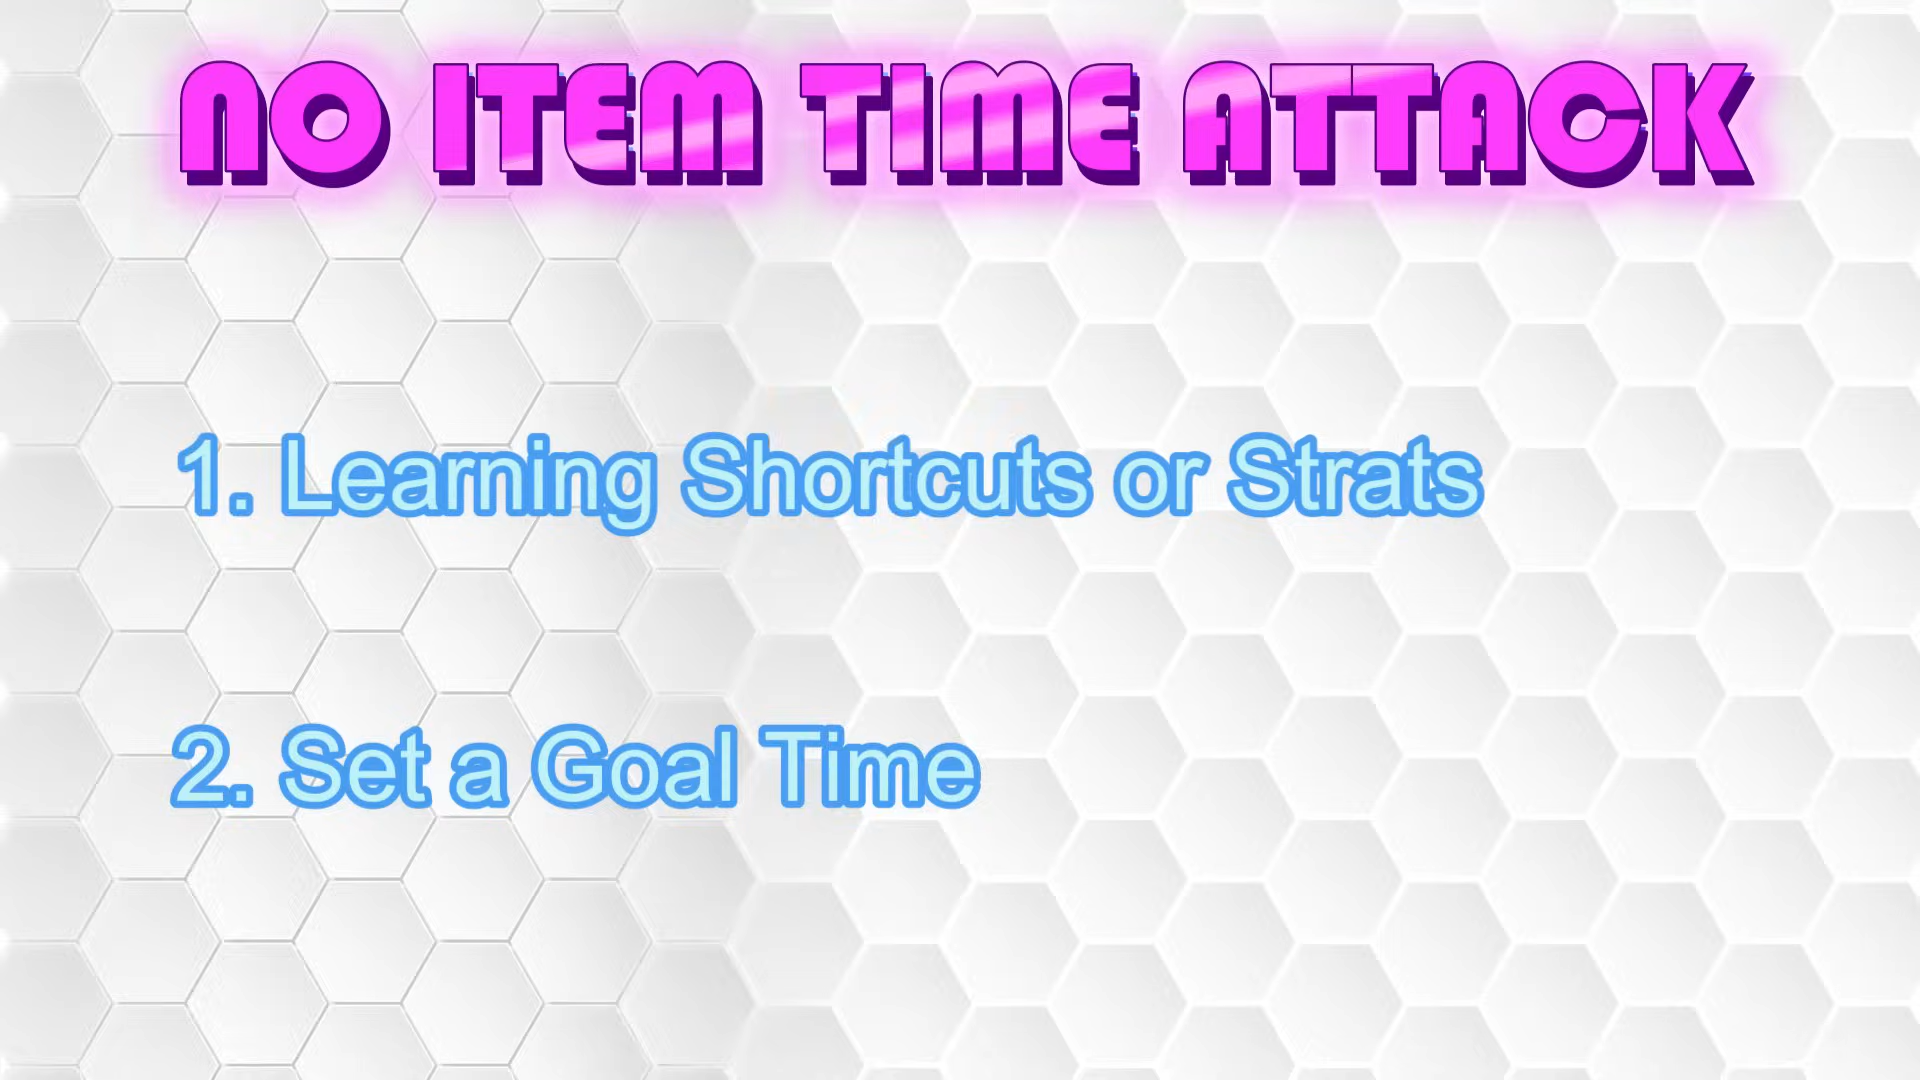 NO ITEM TIME ATTACK
1. Learning Shortcuts or Strats
2. Set a Goal Time